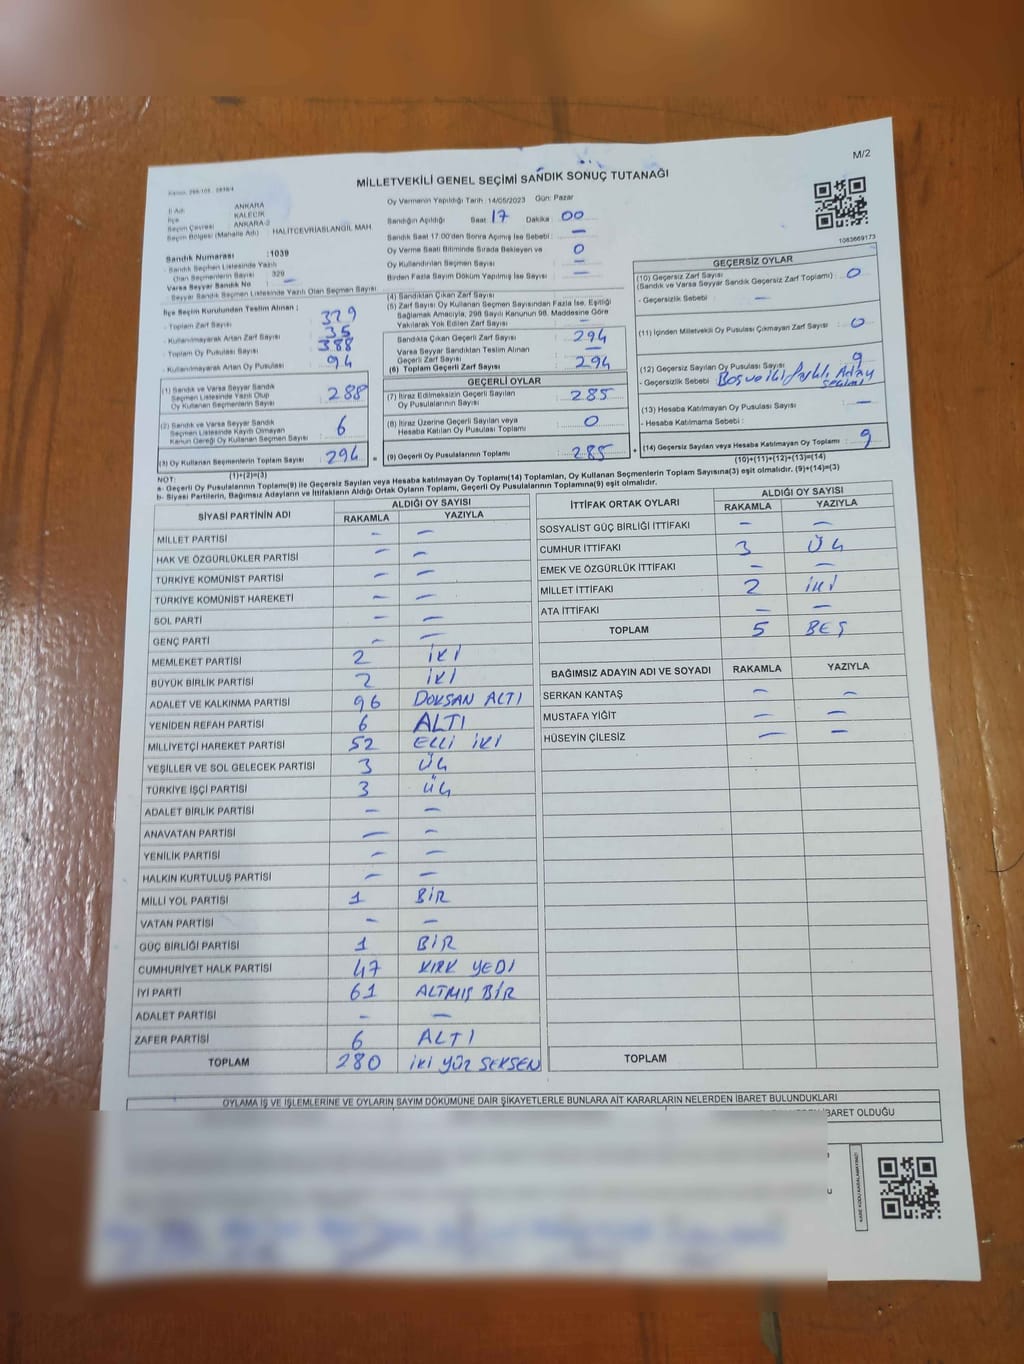 M/2
MİLLETVEKİLİ GENEL SEÇİMİ SANDIK SONUÇ TUTANAĞI
İl Adı ANKARA
İlçe KALECİK
Seçim Çevresi ANKARA-3
Seçim Bölgesi (Mahalle Adı) HALİTCEVRİASLANGİL MAH.
Sandık Numarası :1039
- Sandık Seçmen Listesinde Yazılı
Olan Seçmenlerin Sayısı 329
Varsa Seyyar Sandık No : –
- Seyyar Sandık Seçmen Listesinde Yazılı Olan Seçmen Sayısı
Oy Vermenin Yapıldığı Tarih :14/05/2023 Gün: Pazar
Sandığın Açıldığı Saat 17 Dakika 00
Sandık Saat 17.00'den Sonra Açılmış İse Sebebi : –
Oy Verme Saati Bitiminde Sırada Bekleyen ve 0
Oy Kullandırılan Seçmen Sayısı –
Birden Fazla Sayım Döküm Yapılmış İse Sayısı –
1083669173
İlçe Seçim Kurulundan Teslim Alınan ;
- Toplam Zarf Sayısı 329
- Kullanılmayarak Artan Zarf Sayısı 35
- Toplam Oy Pusulası Sayısı 388
- Kullanılmayarak Artan Oy Pusulası 94
(1) Sandık ve Varsa Seyyar Sandık
Seçmen Listesinde Yazılı Olup
Oy Kullanan Seçmenlerin Sayısı 288
(2) Sandık ve Varsa Seyyar Sandık
Seçmen Listesinde Kayıtlı Olmayan
Kanun Gereği Oy Kullanan Seçmen Sayısı 6
(3) Oy Kullanan Seçmenlerin Toplam Sayısı 294 =
(1)+(2)=(3)
(4) Sandıktan Çıkan Zarf Sayısı
(5) Zarf Sayısı Oy Kullanan Seçmen Sayısından Fazla İse, Eşitliği
Sağlamak Amacıyla, 298 Sayılı Kanunun 98. Maddesine Göre
Yakılarak Yok Edilen Zarf Sayısı –
Sandıkta Çıkan Geçerli Zarf Sayısı 294
Varsa Seyyar Sandıktan Teslim Alınan
Geçerli Zarf Sayısı –
(6) Toplam Geçerli Zarf Sayısı 294
GEÇERLİ OYLAR
(7) İtiraz Edilmeksizin Geçerli Sayılan
Oy Pusulalarının Sayısı 285
(8) İtiraz Üzerine Geçerli Sayılan veya
Hesaba Katılan Oy Pusulası Toplamı 0
(9) Geçerli Oy Pusulalarının Toplamı 285 +
GEÇERSİZ OYLAR
(10) Geçersiz Zarf Sayısı
(Sandık ve Varsa Seyyar Sandık Geçersiz Zarf Toplamı) : 0
- Geçersizlik Sebebi : –
(11) İçinden Milletvekili Oy Pusulası Çıkmayan Zarf Sayısı : 0
(12) Geçersiz Sayılan Oy Pusulası Sayısı 9
- Geçersizlik Sebebi Boş ve iki farklı Aday seçimi
(13) Hesaba Katılmayan Oy Pusulası Sayısı : –
- Hesaba Katılmama Sebebi :
(14) Geçersiz Sayılan veya Hesaba Katılmayan Oy Toplamı : 9
(10)+(11)+(12)+(13)=(14)
NOT:
a- Geçerli Oy Pusulalarının Toplamı(9) ile Geçersiz Sayılan veya Hesaba katılmayan Oy Toplamı(14) Toplamları, Oy Kullanan Seçmenlerin Toplam Sayısına(3) eşit olmalıdır. (9)+(14)=(3)
b- Siyasi Partilerin, Bağımsız Adayların ve İttifakların Aldığı Ortak Oyların Toplamı, Geçerli Oy Pusulalarının Toplamına(9) eşit olmalıdır.
SİYASİ PARTİNİN ADI ALDIĞI OY SAYISI
RAKAMLA YAZIYLA
MİLLET PARTİSİ – –
HAK VE ÖZGÜRLÜKLER PARTİSİ – –
TÜRKİYE KOMÜNİST PARTİSİ – –
TÜRKİYE KOMÜNİST HAREKETİ – –
SOL PARTİ – –
GENÇ PARTİ – –
MEMLEKET PARTİSİ 2 İKİ
BÜYÜK BİRLİK PARTİSİ 2 İKİ
ADALET VE KALKINMA PARTİSİ 96 DOKSAN ALTI
YENİDEN REFAH PARTİSİ 6 ALTI
MİLLİYETÇİ HAREKET PARTİSİ 52 ELLİ İKİ
YEŞİLLER VE SOL GELECEK PARTİSİ 3 ÜÇ
TÜRKİYE İŞÇİ PARTİSİ 3 ÜÇ
ADALET BİRLİK PARTİSİ – –
ANAVATAN PARTİSİ – –
YENİLİK PARTİSİ – –
HALKIN KURTULUŞ PARTİSİ – –
MİLLİ YOL PARTİSİ 1 BİR
VATAN PARTİSİ – –
GÜÇ BİRLİĞİ PARTİSİ 1 BİR
CUMHURİYET HALK PARTİSİ 47 KIRK YEDİ
İYİ PARTİ 61 ALTMIŞ BİR
ADALET PARTİSİ – –
ZAFER PARTİSİ 6 ALTI
TOPLAM 280 İKİ YÜZ SEKSEN
İTTİFAK ORTAK OYLARI ALDIĞI OY SAYISI
RAKAMLA YAZIYLA
SOSYALİST GÜÇ BİRLİĞİ İTTİFAKI – –
CUMHUR İTTİFAKI 3 ÜÇ
EMEK VE ÖZGÜRLÜK İTTİFAKI – –
MİLLET İTTİFAKI 2 İKİ
ATA İTTİFAKI – –
TOPLAM 5 BEŞ
BAĞIMSIZ ADAYIN ADI VE SOYADI RAKAMLA YAZIYLA
SERKAN KANTAŞ – –
MUSTAFA YİĞİT – –
HÜSEYİN ÇİLESİZ – –
TOPLAM
OYLAMA İŞ VE İŞLEMLERİNE VE OYLARIN SAYIM DÖKÜMÜNE DAİR ŞİKAYETLERLE BUNLARA AİT KARARLARIN NELERDEN İBARET BULUNDUKLARI
İBARET OLDUĞU
KARE KODU KARALAMAYINIZ!